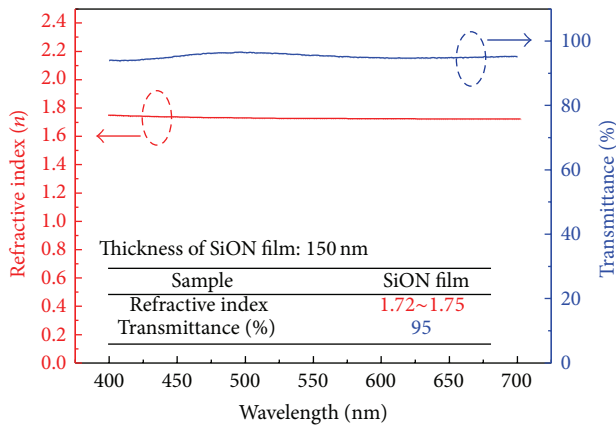 Refractive index (n)
2.4
2.2
2.0
1.8
1.6
1.4
1.2
1.0
0.8
0.6
0.4
0.2
0.0
Thickness of SiON film: 150 nm
Sample SiON film
Refractive index 1.72~1.75
Transmittance (%) 95
400 450 500 550 600 650 700
Wavelength (nm)
100
80
60
40
20
0
Transmittance (%)